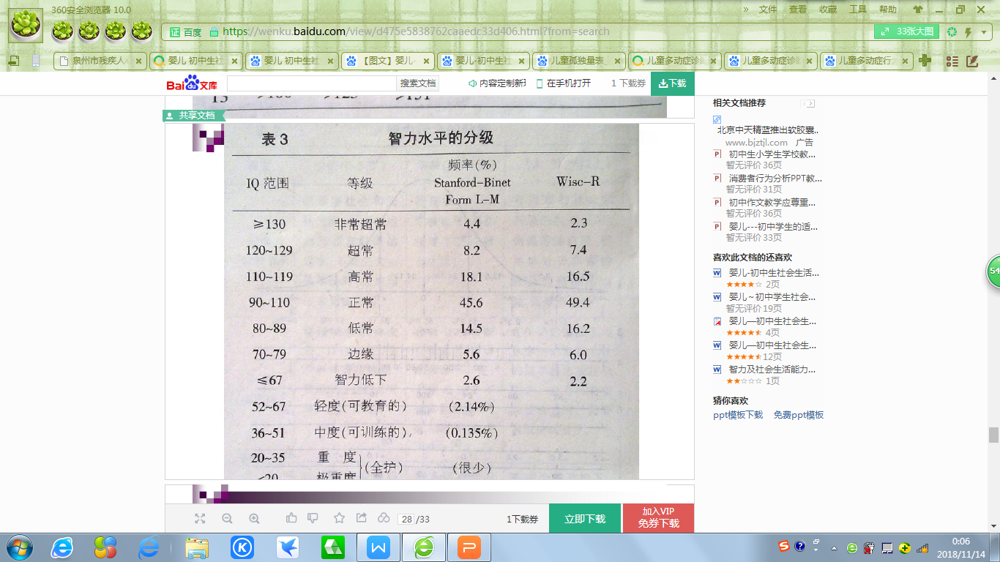 360安全浏览器 10.0
» 文件 查看 收藏 工具 帮助
证 百度 https://wenku.baidu.com/view/d475e5838762caaedc33d406.html?from=search
33张大图
泉州市残疾人心
婴儿 初中生社
婴儿 初中生社
【图文】婴儿-
婴儿-初中生社
儿童孤独量表_
儿童多动症诊断
儿童多动症诊断
儿童多动症行为
Bai du 文库
搜索文档
内容定制新
在手机打开
1 下载券
下载
13 >160 >125 >151
共享文档
表 3 智力水平的分级
IQ 范围 等级 频率(%) Stanford-Binet Form L-M Wisc-R
≥130 非常超常 4.4 2.3
120~129 超常 8.2 7.4
110~119 高常 18.1 16.5
90~110 正常 45.6 49.4
80~89 低常 14.5 16.2
70~79 边缘 5.6 6.0
≤67 智力低下 2.6 2.2
52~67 轻度(可教育的) (2.14%)
36~51 中度(可训练的) (0.135%)
20~35 重 度
(全护) (很少)
<20 极重度
28 /33
1下载券
立即下载
加入VIP
免券下载
相关文档推荐
北京中天精蓝推出软胶囊..
www.bjztjl.com 广告
初中生小学生学校教...
暂无评价 36页
消费者行为分析PPT教...
暂无评价 31页
初中作文教学应尊重...
暂无评价 36页
婴儿---初中学生的适...
暂无评价 33页
喜欢此文档的还喜欢
婴儿-初中生社会生活...
2页
婴儿～初中学生社会...
暂无评价 19页
婴儿—初中生社会生...
4页
婴儿—初中生社会生...
12页
智力及社会生活能力...
1页
猜你喜欢
ppt模板下载 免费ppt模板
54
0:06
2018/11/14